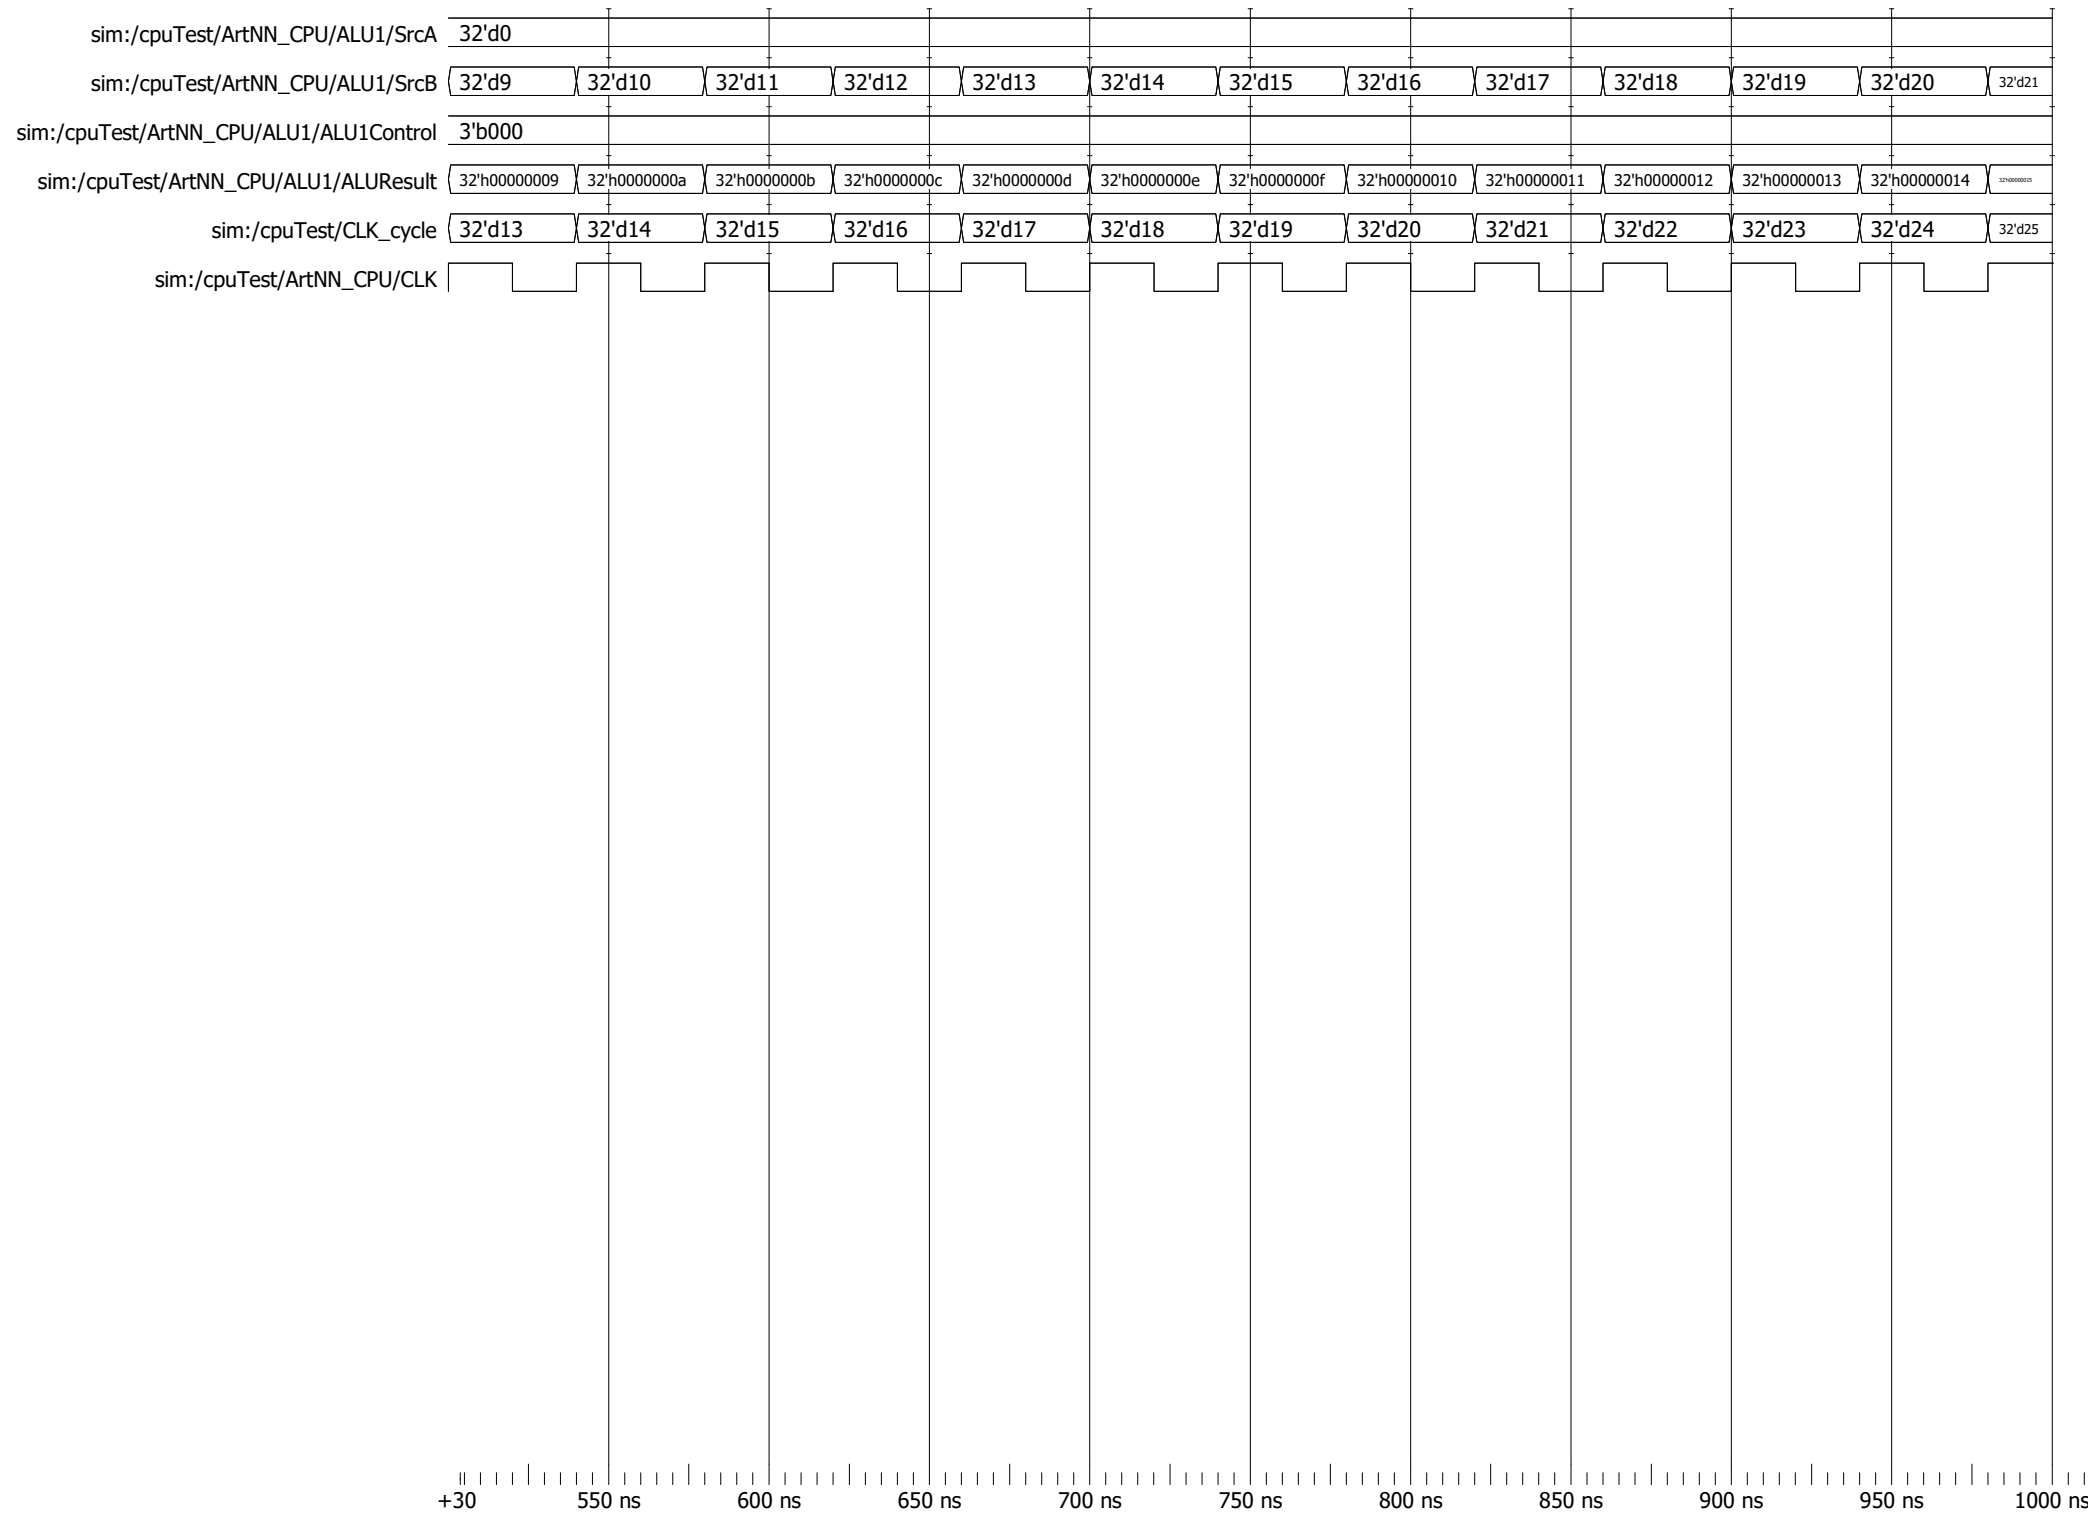 sim:/cpuTest/ArtNN_CPU/ALU1/SrcA 32'd0
sim:/cpuTest/ArtNN_CPU/ALU1/SrcB 32'd9 32'd10 32'd11 32'd12 32'd13 32'd14 32'd15 32'd16 32'd17 32'd18 32'd19 32'd20 32'd21
sim:/cpuTest/ArtNN_CPU/ALU1/ALU1Control 3'b000
sim:/cpuTest/ArtNN_CPU/ALU1/ALUResult 32'h00000009 32'h0000000a 32'h0000000b 32'h0000000c 32'h0000000d 32'h0000000e 32'h0000000f 32'h00000010 32'h00000011 32'h00000012 32'h00000013 32'h00000014 32'h00000015
sim:/cpuTest/CLK_cycle 32'd13 32'd14 32'd15 32'd16 32'd17 32'd18 32'd19 32'd20 32'd21 32'd22 32'd23 32'd24 32'd25
sim:/cpuTest/ArtNN_CPU/CLK
+30 550 ns 600 ns 650 ns 700 ns 750 ns 800 ns 850 ns 900 ns 950 ns 1000 ns